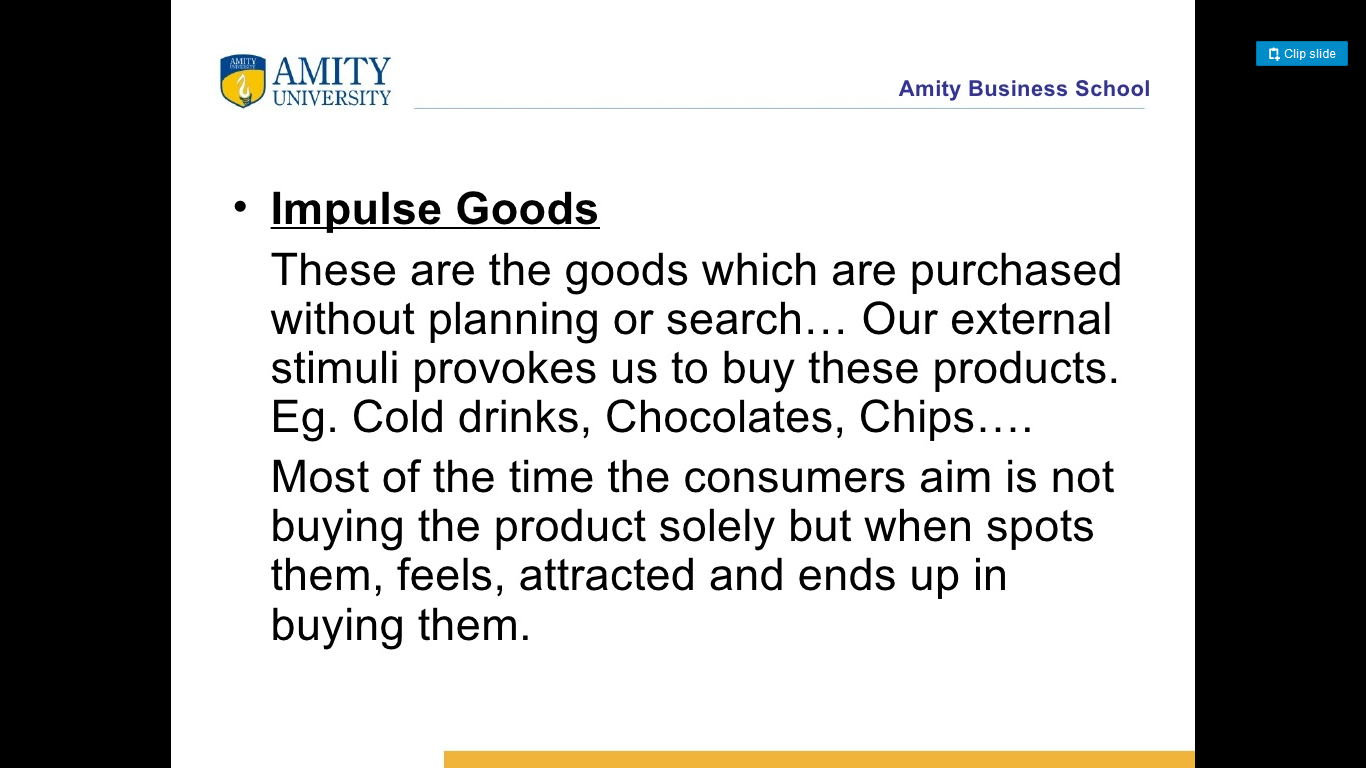 AMITY
UNIVERSITY
AMITY
UNIVERSITY
Amity Business School
Clip slide
• Impulse Goods
These are the goods which are purchased
without planning or search… Our external
stimuli provokes us to buy these products.
Eg. Cold drinks, Chocolates, Chips….
Most of the time the consumers aim is not
buying the product solely but when spots
them, feels, attracted and ends up in
buying them.